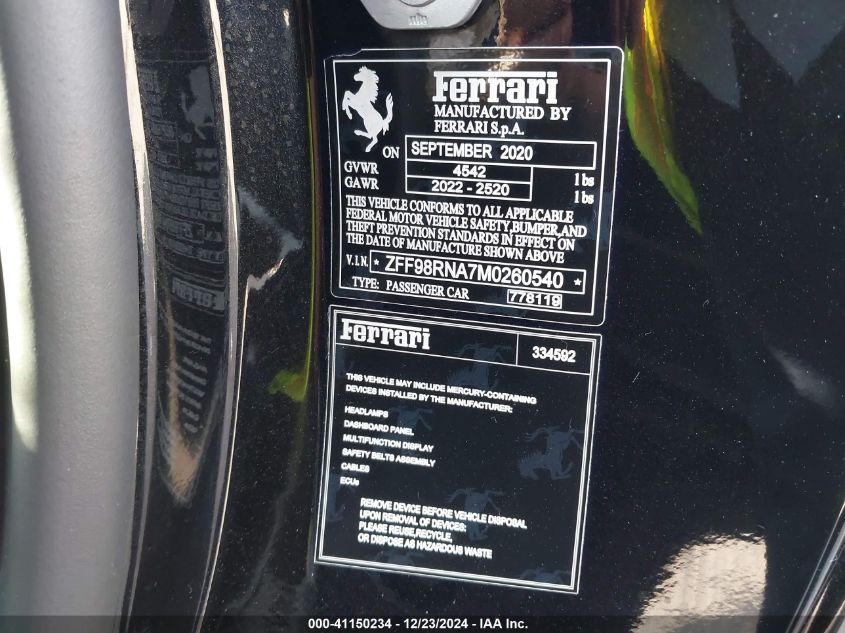 Ferrari
MANUFACTURED BY
FERRARI S.p.A.
ON SEPTEMBER 2020
GVWR 4542 lbs
GAWR 2022 - 2520 lbs
THIS VEHICLE CONFORMS TO ALL APPLICABLE
FEDERAL MOTOR VEHICLE SAFETY,BUMPER,AND
THEFT PREVENTION STANDARDS IN EFFECT ON
THE DATE OF MANUFACTURE SHOWN ABOVE
V.I.N. * ZFF98RNA7M0260540 *
TYPE: PASSENGER CAR 778119
Ferrari 334592
THIS VEHICLE MAY INCLUDE MERCURY-CONTAINING
DEVICES INSTALLED BY THE MANUFACTURER:
HEADLAMPS
DASHBOARD PANEL
MULTIFUNCTION DISPLAY
SAFETY BELTS ASSEMBLY
CABLES
ECUs
REMOVE DEVICE BEFORE VEHICLE DISPOSAL
UPON REMOVAL OF DEVICES:
PLEASE REUSE,RECYCLE,
OR DISPOSE AS HAZARDOUS WASTE
000-41150234 - 12/23/2024 - IAA Inc.